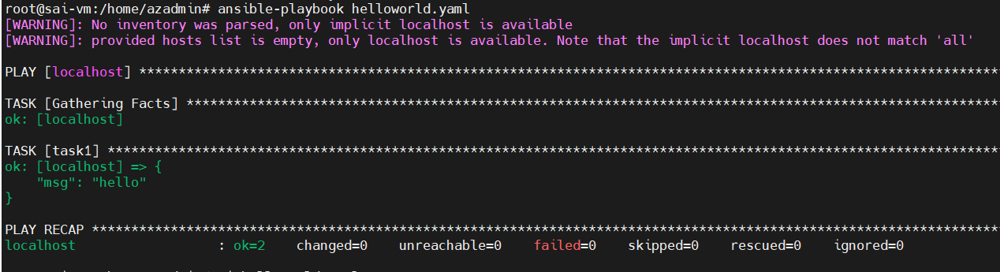 root@sai-vm:/home/azadmin# ansible-playbook helloworld.yaml
[WARNING]: No inventory was parsed, only implicit localhost is available
[WARNING]: provided hosts list is empty, only localhost is available. Note that the implicit localhost does not match 'all'
PLAY [localhost] *************************************************************************************************************
TASK [Gathering Facts] *******************************************************************************************************
ok: [localhost]
TASK [task1] *****************************************************************************************************************
ok: [localhost] => {
    "msg": "hello"
}
PLAY RECAP *******************************************************************************************************************
localhost                  : ok=2    changed=0    unreachable=0    failed=0    skipped=0    rescued=0    ignored=0